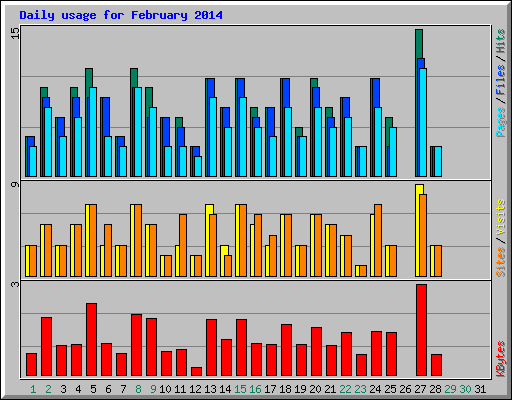 Daily usage for February 2014
15
Pages / Files / Hits
9
Sites / Visits
3
KBytes
1 2 3 4 5 6 7 8 9 10 11 12 13 14 15 16 17 18 19 20 21 22 23 24 25 26 27 28 29 30 31